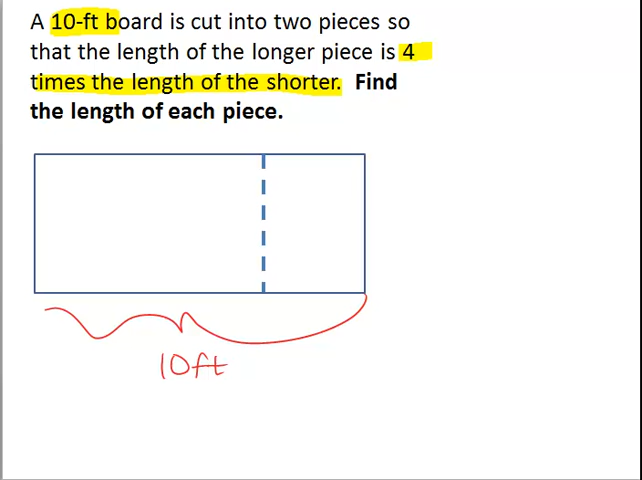 A 10-ft board is cut into two pieces so
that the length of the longer piece is 4
times the length of the shorter. Find
the length of each piece.
10ft